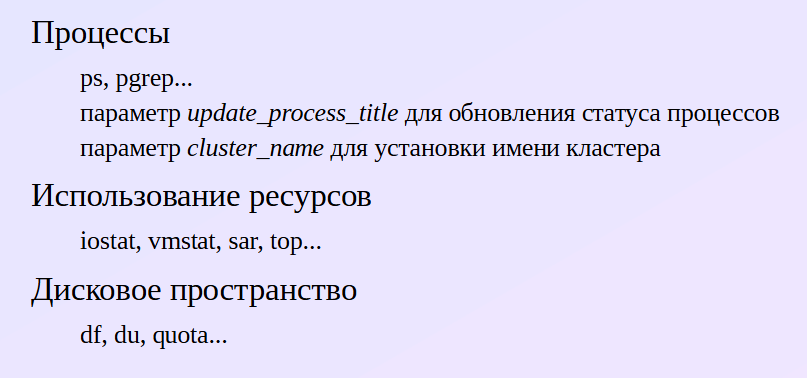 Процессы
ps, pgrep...
параметр update_process_title для обновления статуса процессов
параметр cluster_name для установки имени кластера
Использование ресурсов
iostat, vmstat, sar, top...
Дисковое пространство
df, du, quota...